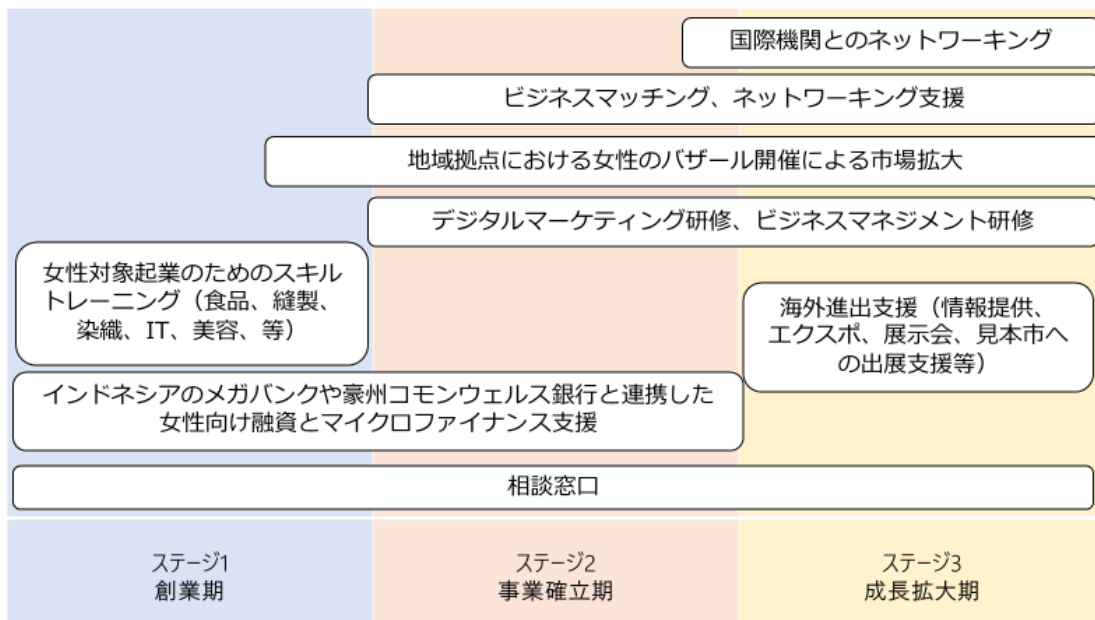 国際機関とのネットワーキング
ビジネスマッチング、ネットワーキング支援
地域拠点における女性のバザール開催による市場拡大
デジタルマーケティング研修、ビジネスマネジメント研修
女性対象起業のためのスキル
トレーニング（食品、縫製、
染織、IT、美容、等）
海外進出支援（情報提供、
エクスポ、展示会、見本市へ
の出展支援等）
インドネシアのメガバンクや豪州コモンウェルス銀行と連携した
女性向け融資とマイクロファイナンス支援
相談窓口
ステージ1
創業期
ステージ2
事業確立期
ステージ3
成長拡大期